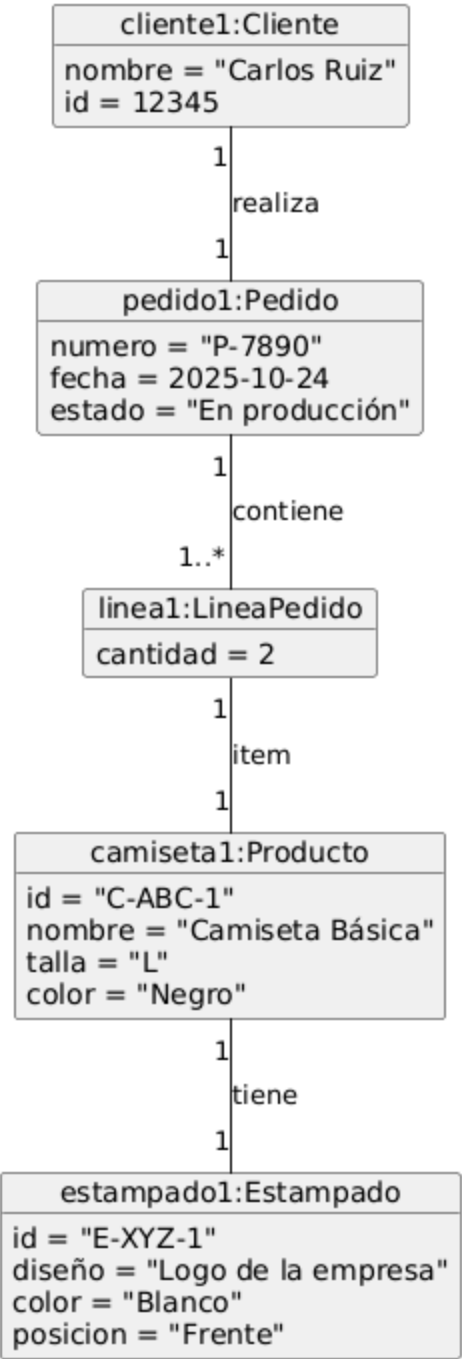 cliente1:Cliente
nombre = "Carlos Ruiz"
id = 12345
1
realiza
1
pedido1:Pedido
numero = "P-7890"
fecha = 2025-10-24
estado = "En producción"
1
contiene
1..*
linea1:LineaPedido
cantidad = 2
1
item
1
camiseta1:Producto
id = "C-ABC-1"
nombre = "Camiseta Básica"
talla = "L"
color = "Negro"
1
tiene
1
estampado1:Estampado
id = "E-XYZ-1"
diseño = "Logo de la empresa"
color = "Blanco"
posicion = "Frente"